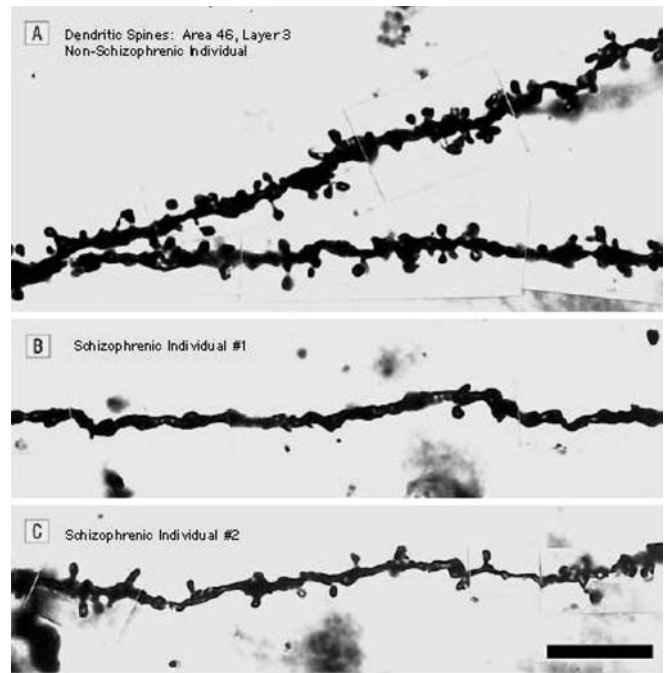 A Dendritic Spines: Area 46, Layer 3
Non-Schizophrenic Individual
B Schizophrenic Individual #1
C Schizophrenic Individual #2